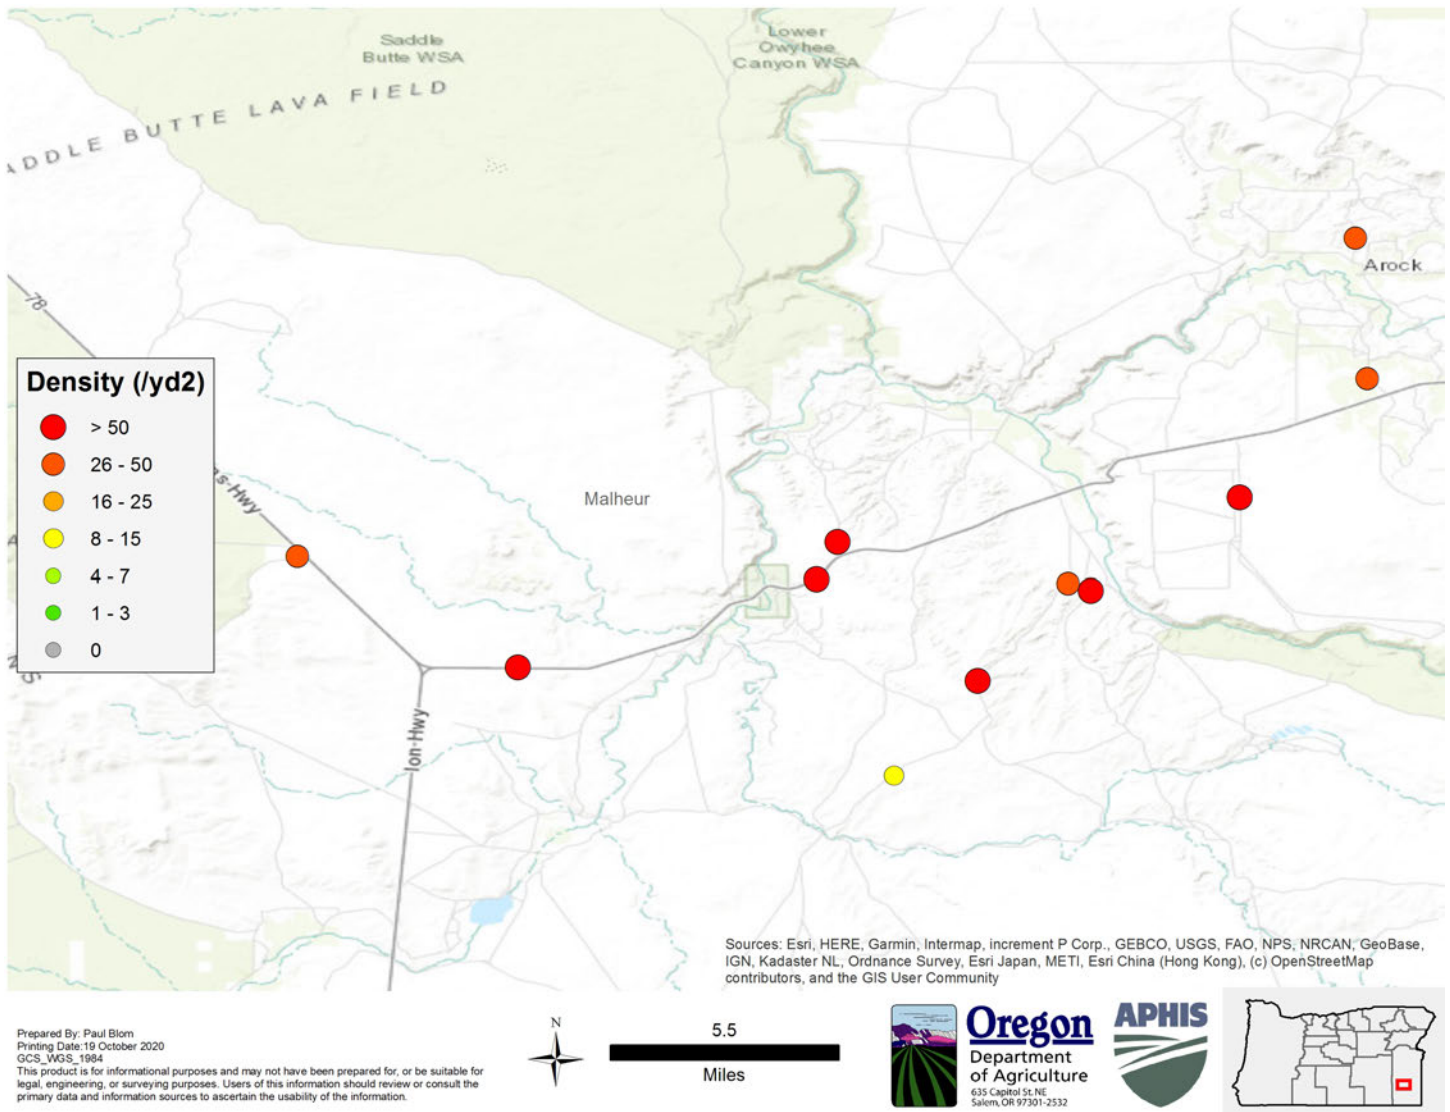 Saddle
Butte WSA
Lower
Owyhee
Canyon WSA
ADDLE BUTTE LAVA FIELD
Arock
78
Density (/yd2)
> 50
26 - 50
16 - 25
8 - 15
4 - 7
1 - 3
0
ns-Hwy
Malheur
Ion-Hwy
Sources: Esri, HERE, Garmin, Intermap, increment P Corp., GEBCO, USGS, FAO, NPS, NRCAN, GeoBase,
IGN, Kadaster NL, Ordnance Survey, Esri Japan, METI, Esri China (Hong Kong), (c) OpenStreetMap
contributors, and the GIS User Community
Prepared By: Paul Blom
Printing Date:19 October 2020
GCS_WGS_1984
This product is for informational purposes and may not have been prepared for, or be suitable for
legal, engineering, or surveying purposes. Users of this information should review or consult the
primary data and information sources to ascertain the usability of the information.
N
5.5
Miles
Oregon
Department
of Agriculture
635 Capitol St. NE
Salem, OR 97301-2532
APHIS